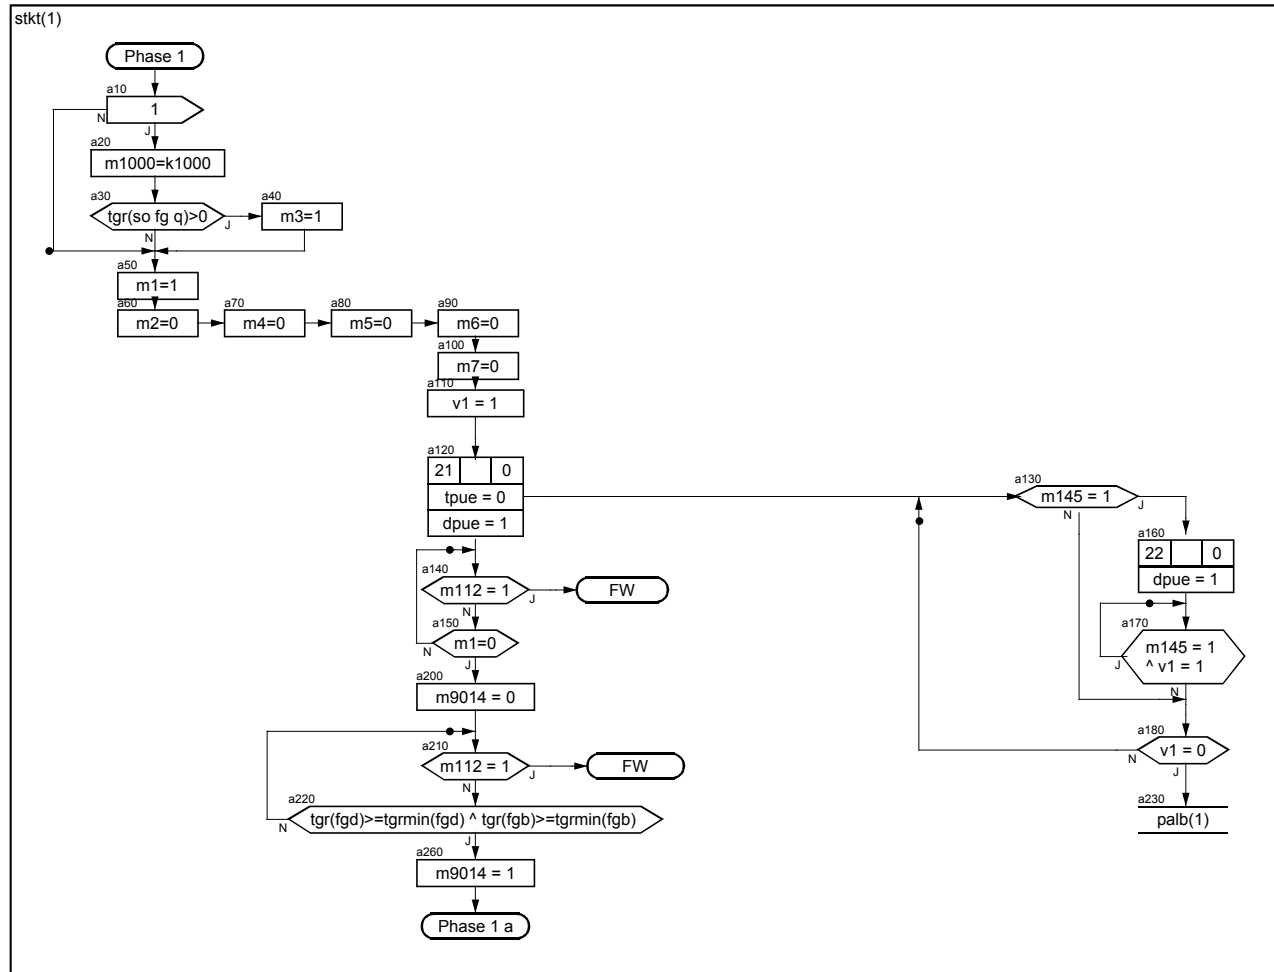 stkt(1)
Phase 1
a10
1
N
J
a20
m1000=k1000
a30
tgr(so fg q)>0
J
N
a40
m3=1
a50
m1=1
a60
m2=0
a70
m4=0
a80
m5=0
a90
m6=0
a100
m7=0
a110
v1 = 1
a120
21 0
tpue = 0
dpue = 1
a130
m145 = 1
J
N
a160
22 0
dpue = 1
a140
m112 = 1
J
N
FW
a150
m1=0
N
J
a170
m145 = 1
^ v1 = 1
J
N
a200
m9014 = 0
a210
m112 = 1
J
N
FW
a180
v1 = 0
N
J
a220
tgr(fgd)>=tgrmin(fgd) ^ tgr(fgb)>=tgrmin(fgb)
N
J
a230
palb(1)
a260
m9014 = 1
Phase 1 a